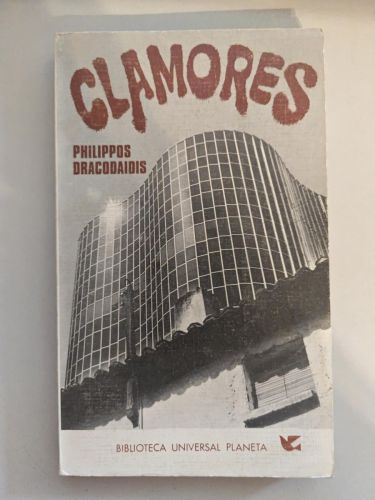 CLAMORES
PHILIPPOS
DRACODAIDIS
BIBLIOTECA UNIVERSAL PLANETA